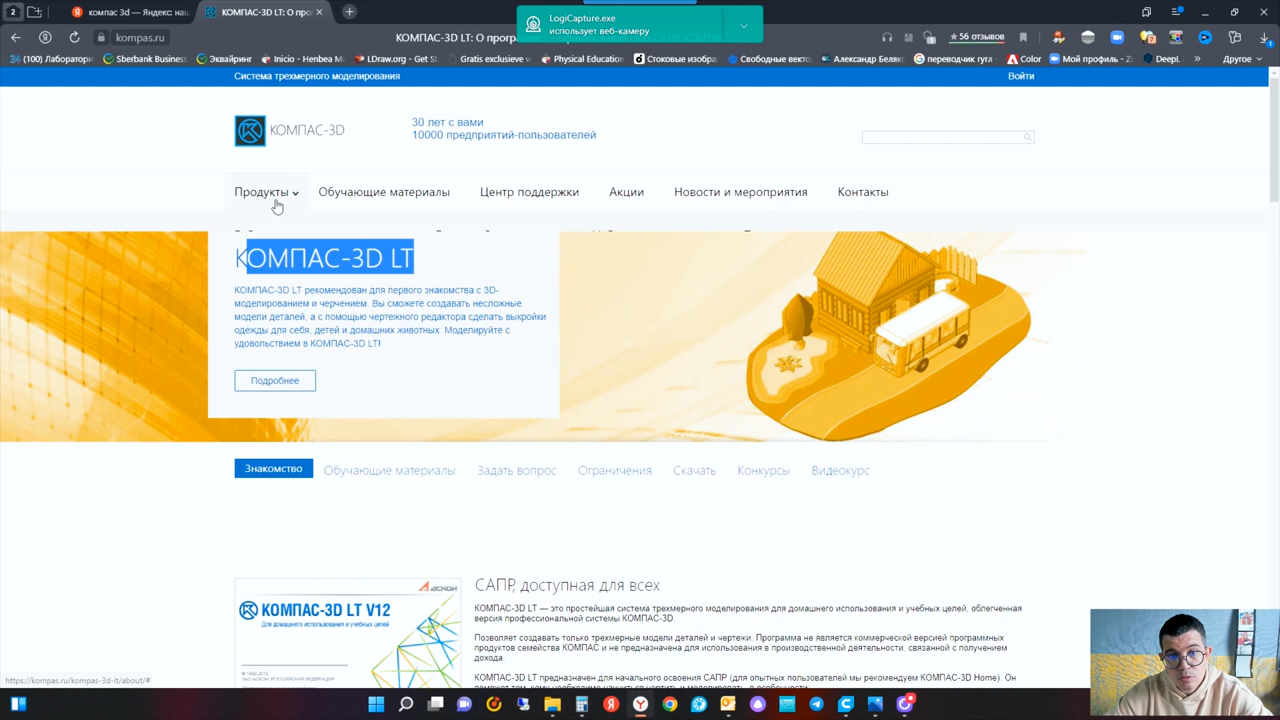 2
компас 3d — Яндекс: наш
КОМПАС-3D LT: О прог
LogiCapture.exe
использует веб-камеру
kompas.ru
КОМПАС-3D LT: О програ
56 отзывов
(100) Лаборатори
Sberbank Business
Эквайринг
Inicio - Henbea M
LDraw.org - Get St
Gratis exclusieve v
Physical Education
Стоковые изобра
Свободные векто
Александр Беляко
переводчик гугл
Color
Мой профиль - Zo
DeepL
»
Другое
Система трехмерного моделирования
Войти
КОМПАС-3D
30 лет с вами
10000 предприятий-пользователей
Продукты
Обучающие материалы
Центр поддержки
Акции
Новости и мероприятия
Контакты
КОМПАС-3D LT
КОМПАС-3D LT рекомендован для первого знакомства с 3D-
моделированием и черчением. Вы сможете создавать несложные
модели деталей, а с помощью чертежного редактора сделать выкройки
одежды для себя, детей и домашних животных. Моделируйте с
удовольствием в КОМПАС-3D LT!
Подробнее
Знакомство
Обучающие материалы
Задать вопрос
Ограничения
Скачать
Конкурсы
Видеокурс
АСКОН
КОМПАС-3D LT V12
Для домашнего использования и учебных целей
ЗАО АСКОН. РОССИЙСКАЯ ФЕДЕРАЦИЯ
САПР, доступная для всех
КОМПАС-3D LT — это простейшая система трехмерного моделирования для домашнего использования и учебных целей, облегченная
версия профессиональной системы КОМПАС-3D.
Позволяет создавать только трехмерные модели деталей и чертежи. Программа не является коммерческой версией программных
продуктов семейства КОМПАС и не предназначена для использования в производственной деятельности, связанной с получением
дохода.
КОМПАС-3D LT предназначен для начального освоения САПР (для опытных пользователей мы рекомендуем КОМПАС-3D Home). Он
https://kompas.ru/kompas-3d-lt/about/#